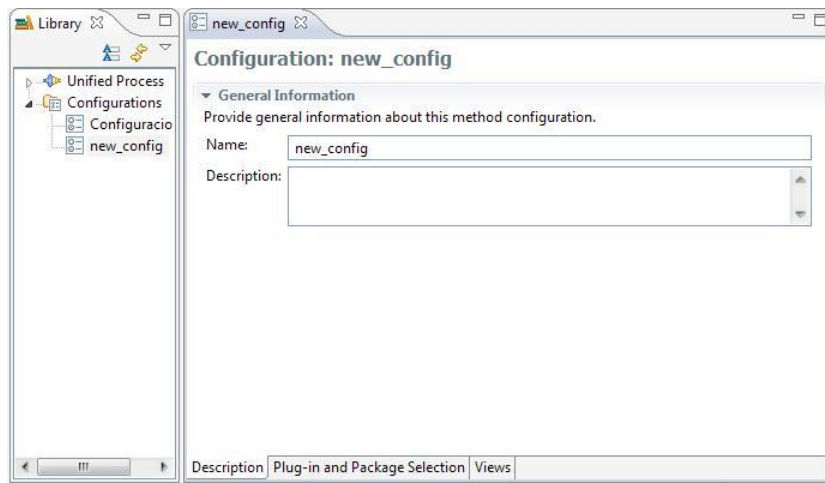 Library
Unified Process
Configurations
Configuracio
new_config
new_config
Configuration: new_config
General Information
Provide general information about this method configuration.
Name: new_config
Description:
Description Plug-in and Package Selection Views